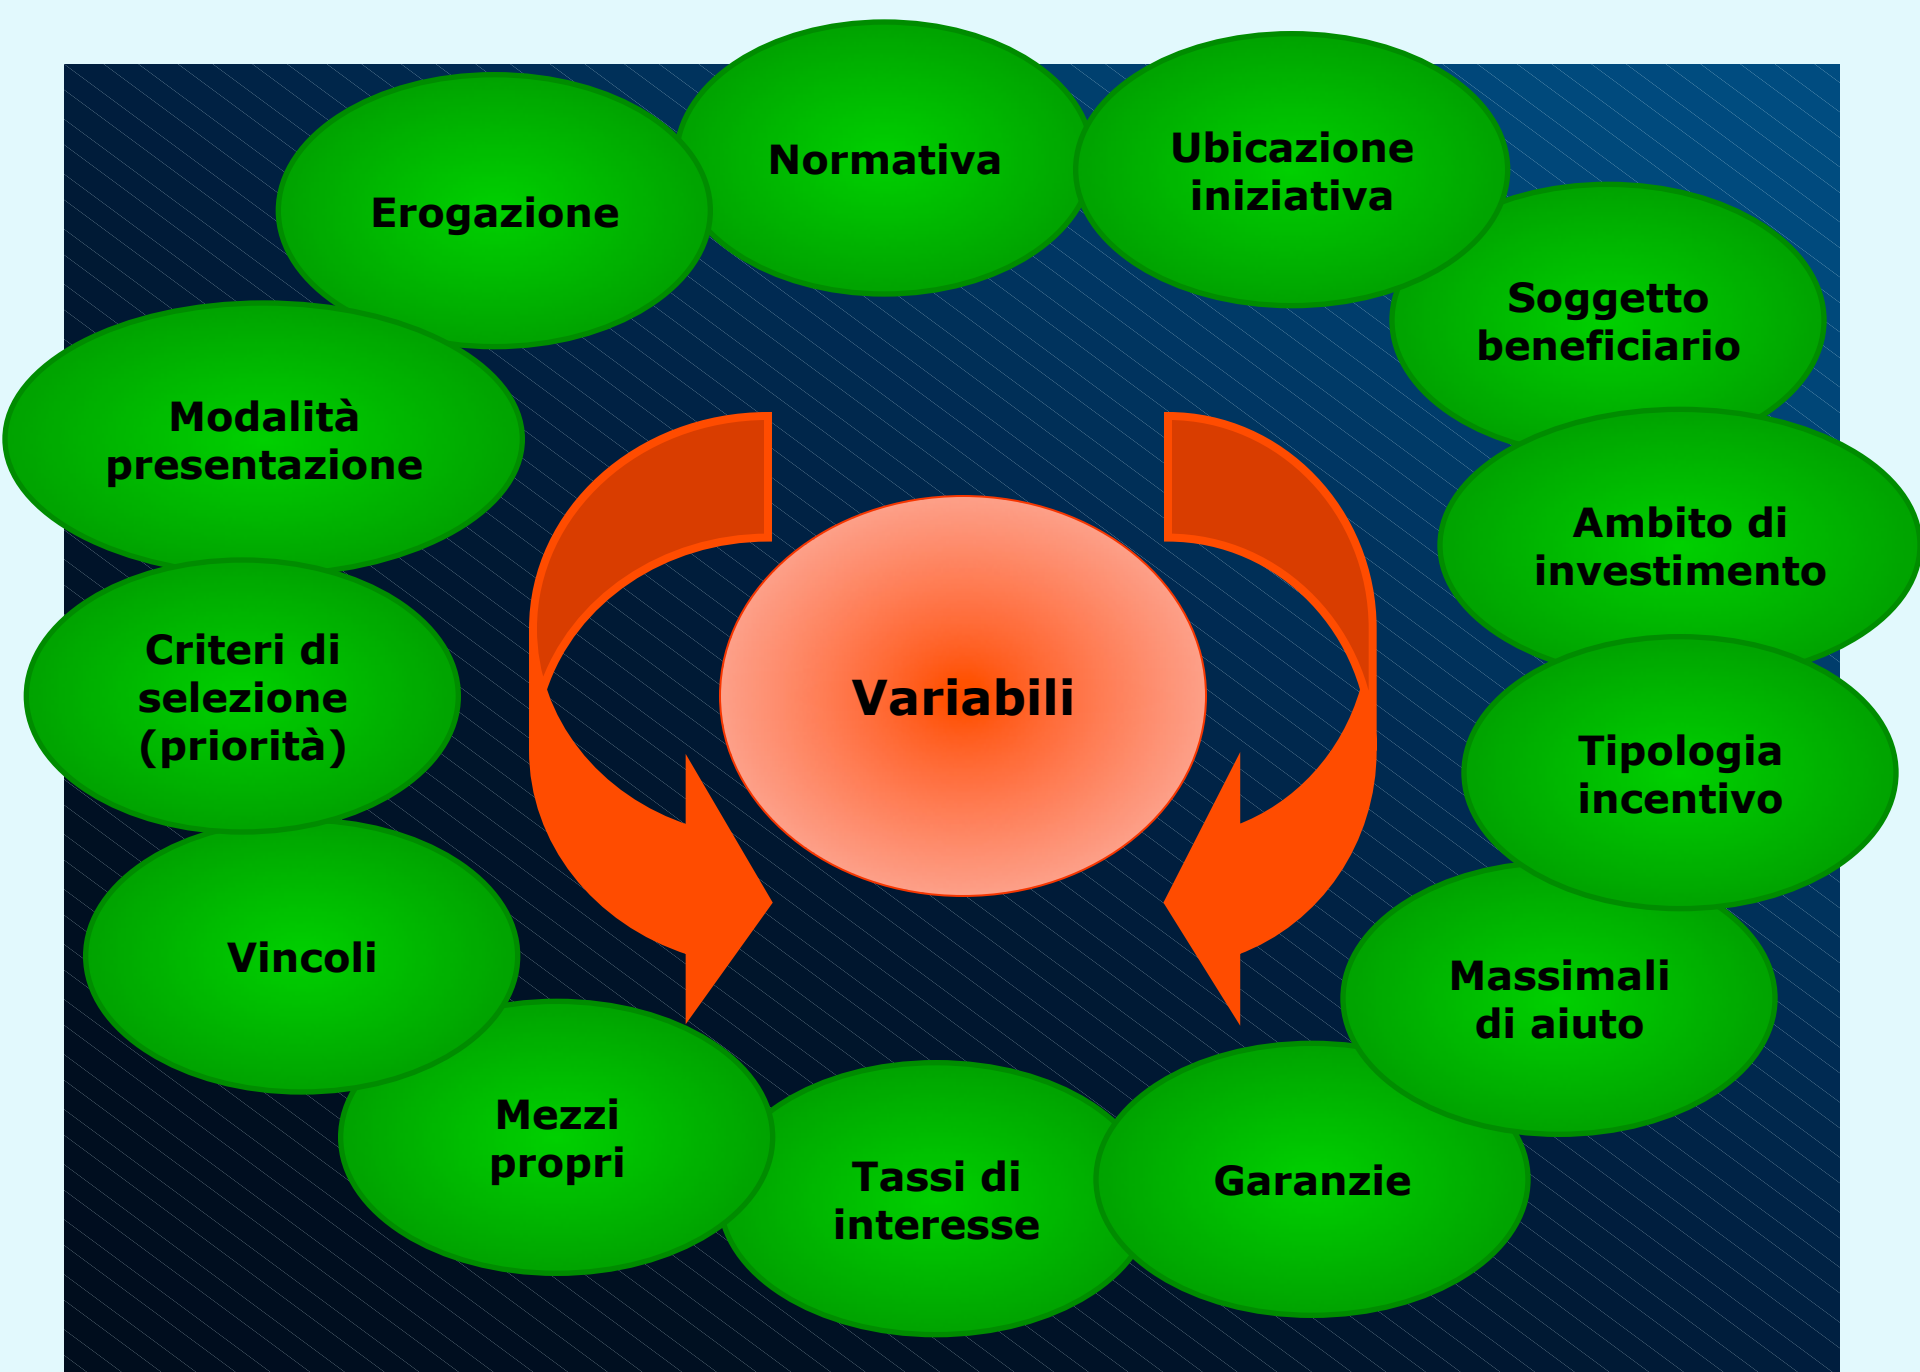 Normativa
Ubicazione
iniziativa
Erogazione
Soggetto
beneficiario
Modalità
presentazione
Ambito di
investimento
Criteri di
selezione
(priorità)
Variabili
Tipologia
incentivo
Vincoli
Massimali
di aiuto
Mezzi
propri
Tassi di
interesse
Garanzie